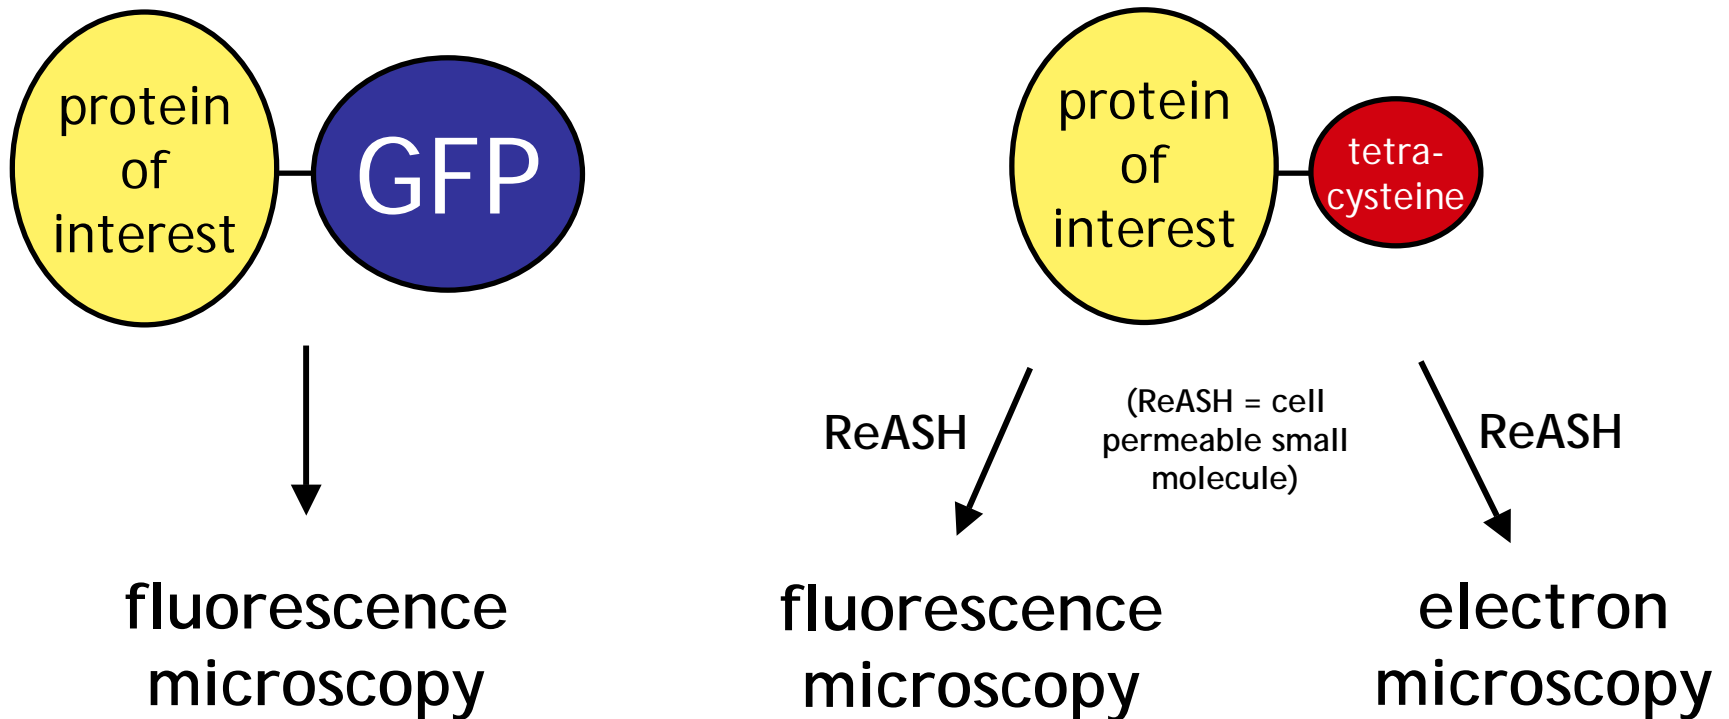 protein
of
interest
GFP
fluorescence
microscopy
protein
of
interest
tetra-
cysteine
ReASH
(ReASH = cell
permeable small
molecule)
ReASH
fluorescence
microscopy
electron
microscopy